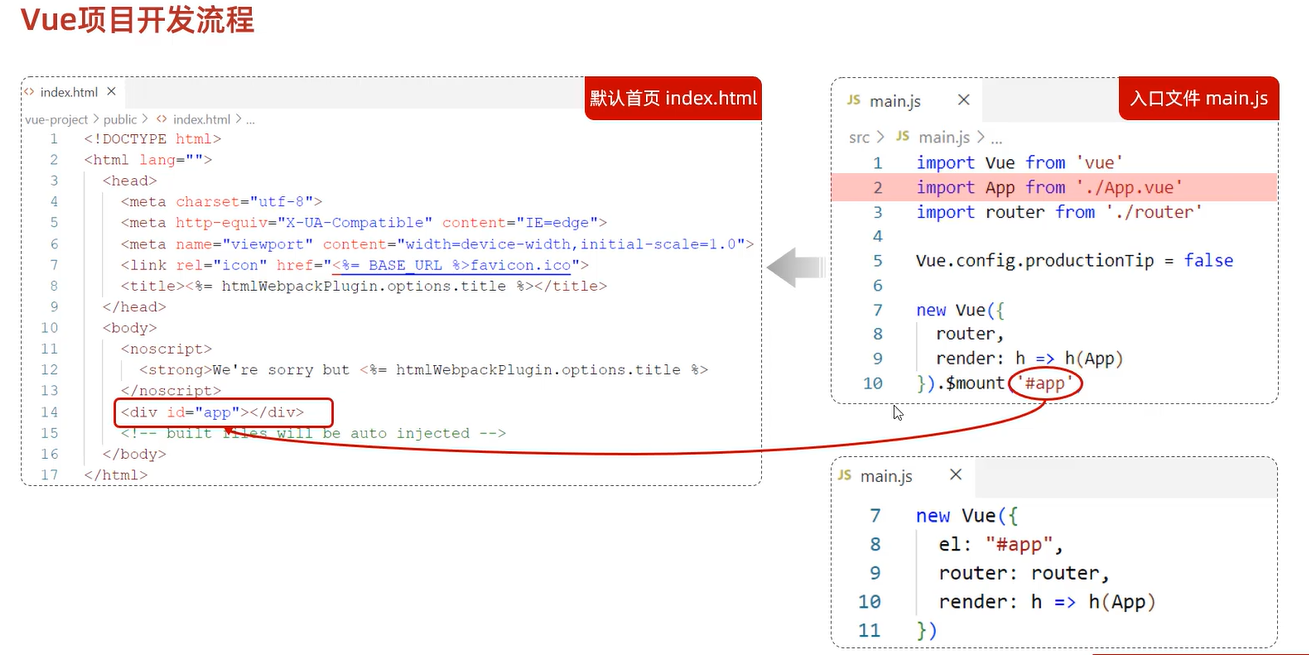 Vue项目开发流程
<> index.html ×
默认首页 index.html
vue-project > public > <> index.html > ...
1 <!DOCTYPE html>
2 <html lang="">
3 <head>
4 <meta charset="utf-8">
5 <meta http-equiv="X-UA-Compatible" content="IE=edge">
6 <meta name="viewport" content="width=device-width,initial-scale=1.0">
7 <link rel="icon" href="<%= BASE_URL %>favicon.ico">
8 <title><%= htmlWebpackPlugin.options.title %></title>
9 </head>
10 <body>
11 <noscript>
12 <strong>We're sorry but <%= htmlWebpackPlugin.options.title %>
13 </noscript>
14 <div id="app"></div>
15 <!-- built files will be auto injected -->
16 </body>
17 </html>
JS main.js ×
入口文件 main.js
src > JS main.js > ...
1 import Vue from 'vue'
2 import App from './App.vue'
3 import router from './router'
4
5 Vue.config.productionTip = false
6
7 new Vue({
8 router,
9 render: h => h(App)
10 }).$mount('#app')
JS main.js ×
7 new Vue({
8 el: "#app",
9 router: router,
10 render: h => h(App)
11 })